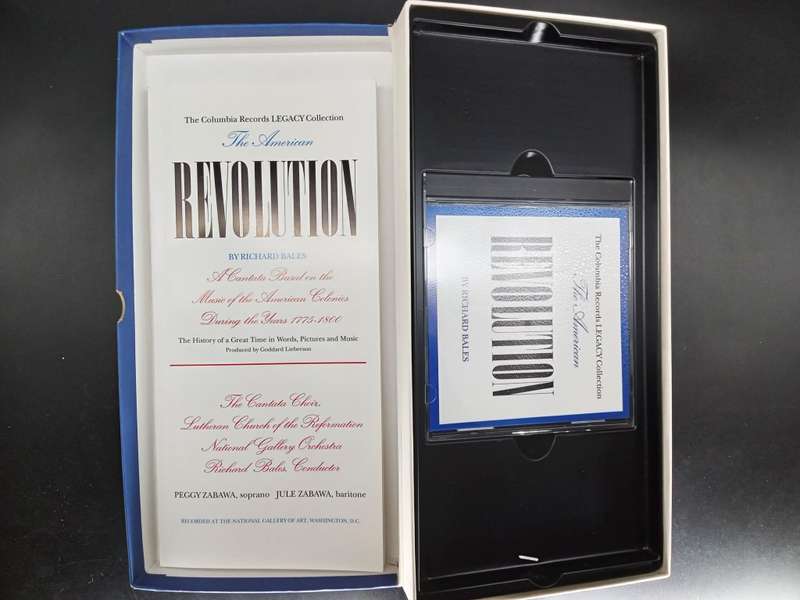 The Columbia Records LEGACY Collection
The American
REVOLUTION
BY RICHARD BALES
A Cantata Based on the
Music of the American Colonies
During the Years 1775-1800
The History of a Great Time in Words, Pictures and Music
Produced by Goddard Lieberson
The Cantata Choir,
Lutheran Church of the Reformation
National Gallery Orchestra
Richard Bales, Conductor
PEGGY ZABAWA, soprano JULE ZABAWA, baritone
RECORDED AT THE NATIONAL GALLERY OF ART, WASHINGTON, D.C.
The Columbia Records LEGACY Collection
The American
REVOLUTION
BY RICHARD BALES